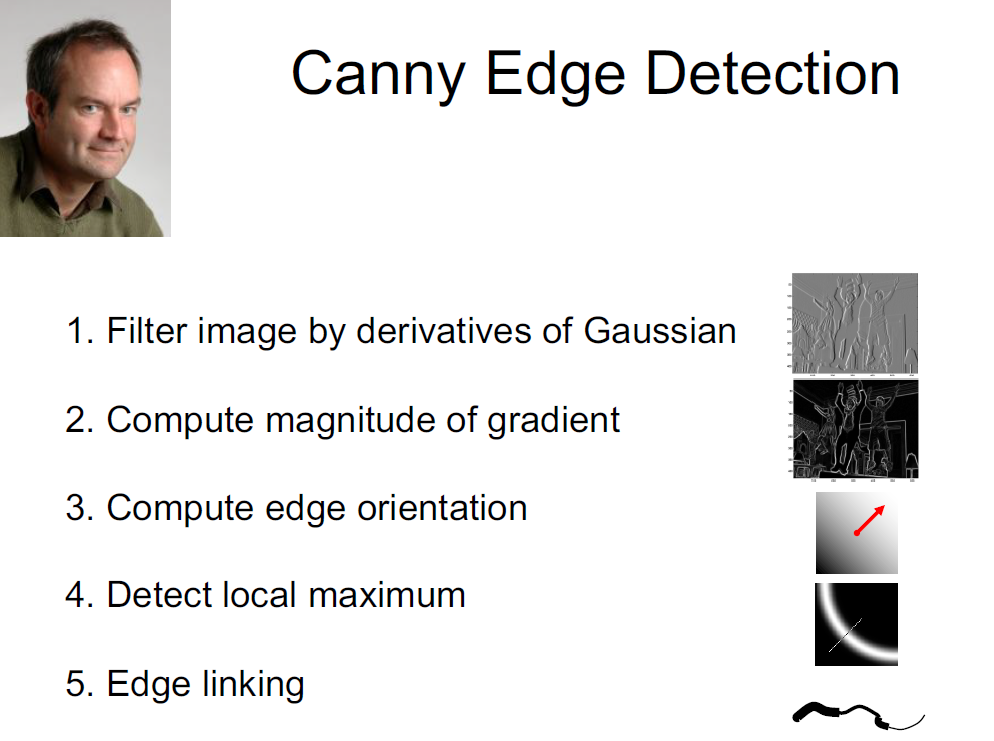 Canny Edge Detection
1. Filter image by derivatives of Gaussian
2. Compute magnitude of gradient
3. Compute edge orientation
4. Detect local maximum
5. Edge linking